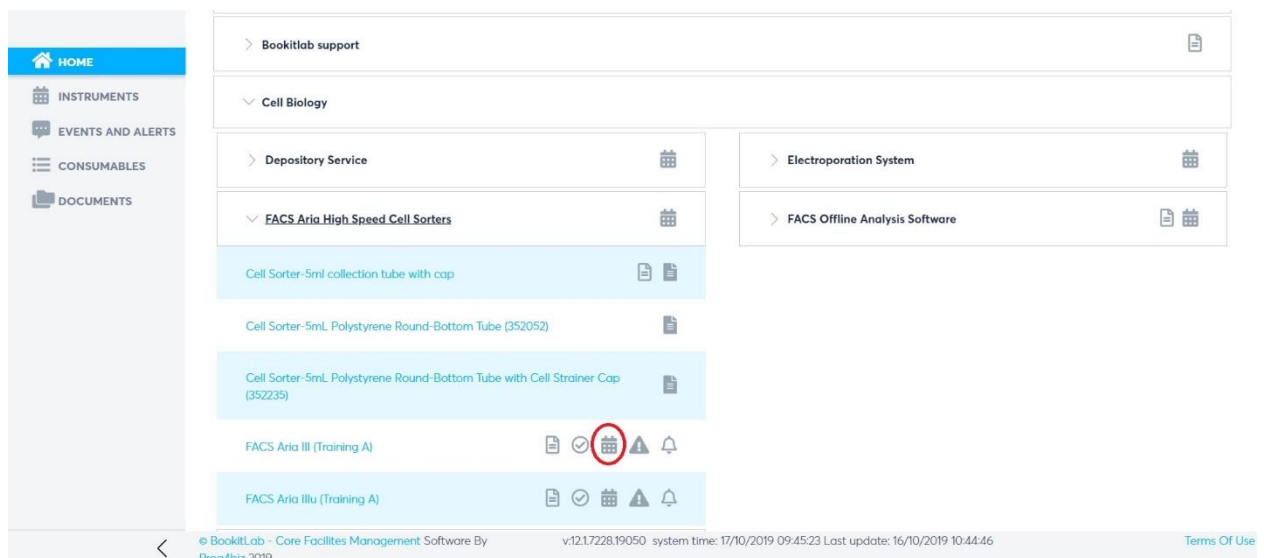 HOME
INSTRUMENTS
EVENTS AND ALERTS
CONSUMABLES
DOCUMENTS
Bookitlab support
Cell Biology
Depository Service
Electroporation System
FACS Aria High Speed Cell Sorters
FACS Offline Analysis Software
Cell Sorter-5ml collection tube with cap
Cell Sorter-5mL Polystyrene Round-Bottom Tube (352052)
Cell Sorter-5mL Polystyrene Round-Bottom Tube with Cell Strainer Cap
(352235)
FACS Aria III (Training A)
FACS Aria IIIu (Training A)
© BookitLab - Core Facilites Management Software By
Prog4biz 2019
v:12.1.7228.19050 system time: 17/10/2019 09:45:23 Last update: 16/10/2019 10:44:46
Terms Of Use